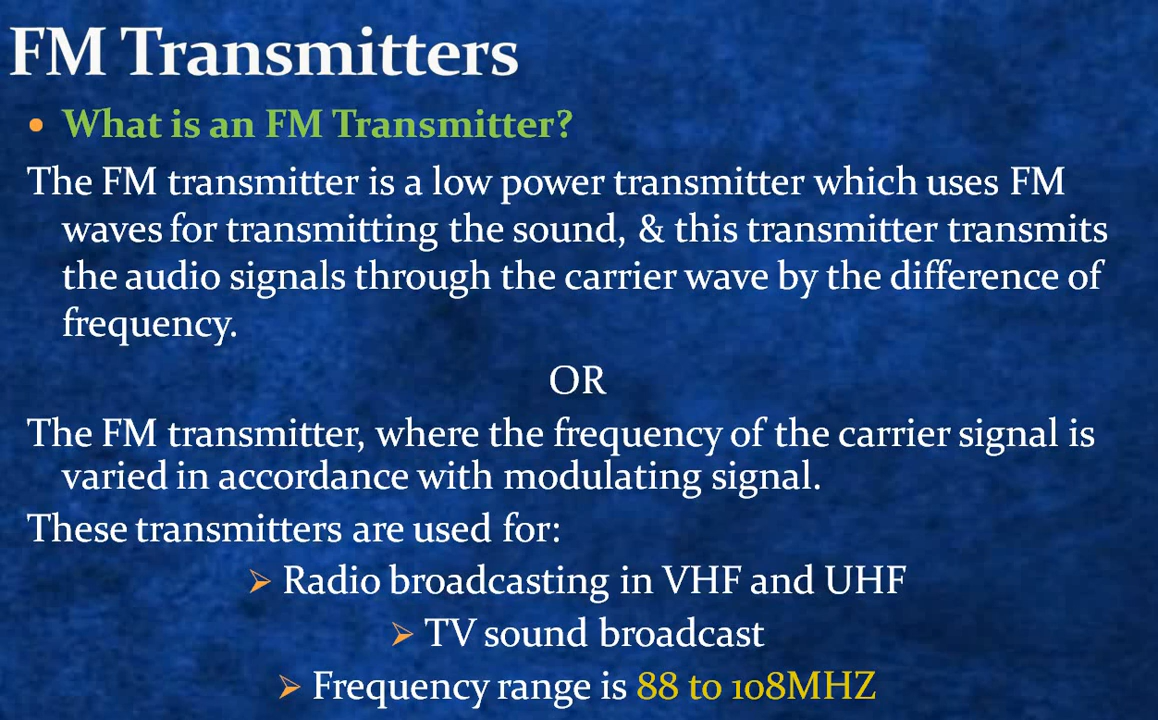 FM Transmitters
• What is an FM Transmitter?
The FM transmitter is a low power transmitter which uses FM
waves for transmitting the sound, & this transmitter transmits
the audio signals through the carrier wave by the difference of
frequency.
OR
The FM transmitter, where the frequency of the carrier signal is
varied in accordance with modulating signal.
These transmitters are used for:
➢ Radio broadcasting in VHF and UHF
➢ TV sound broadcast
➢ Frequency range is 88 to 108MHZ